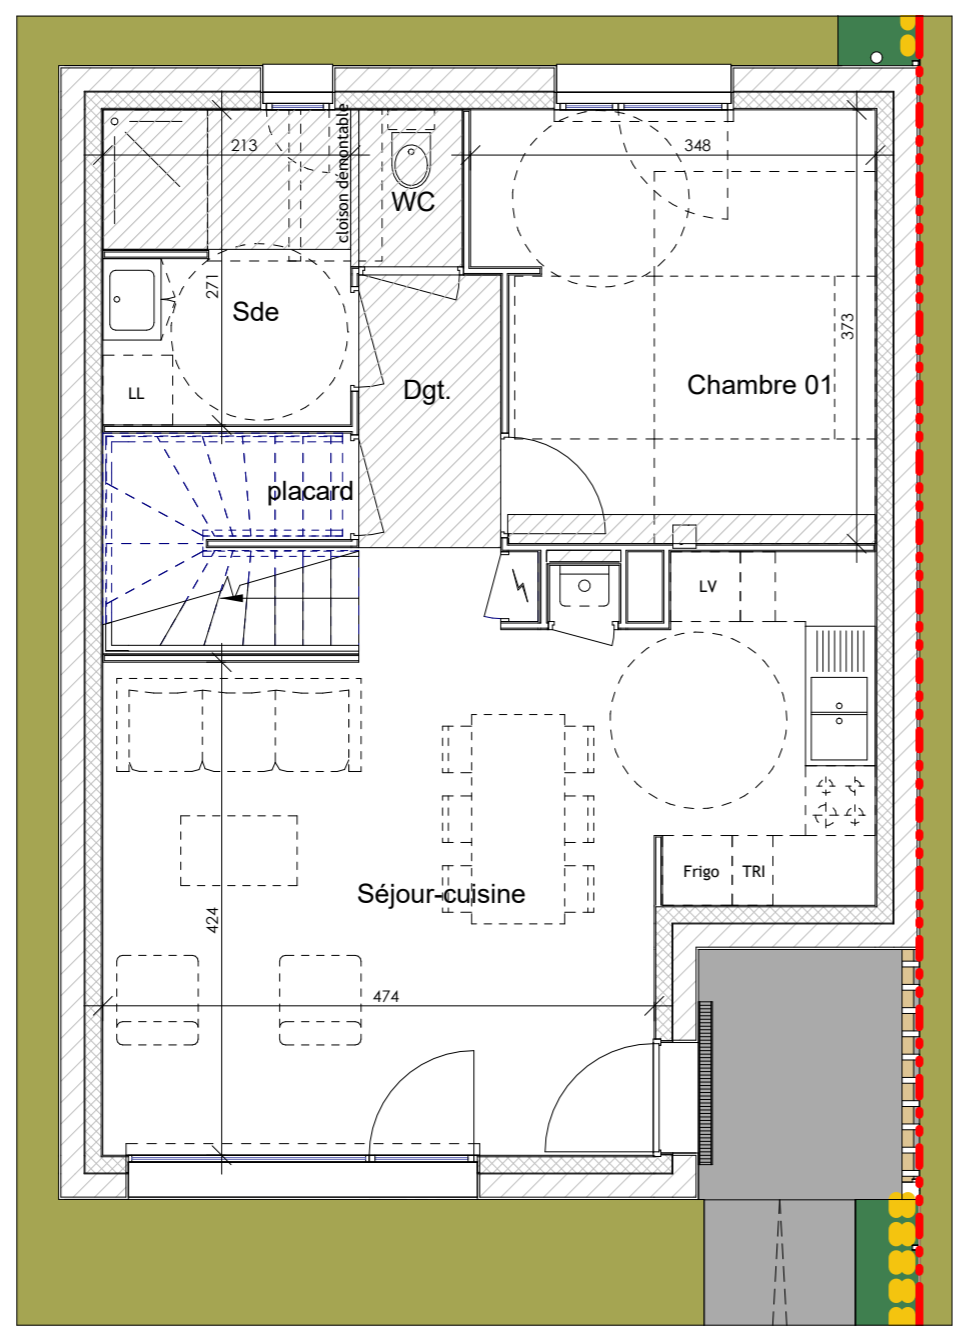 cloison démontable
213
348
WC
271
Sde
373
Chambre 01
Dgt.
LL
placard
LV
Frigo
TRI
Séjour-cuisine
424
474